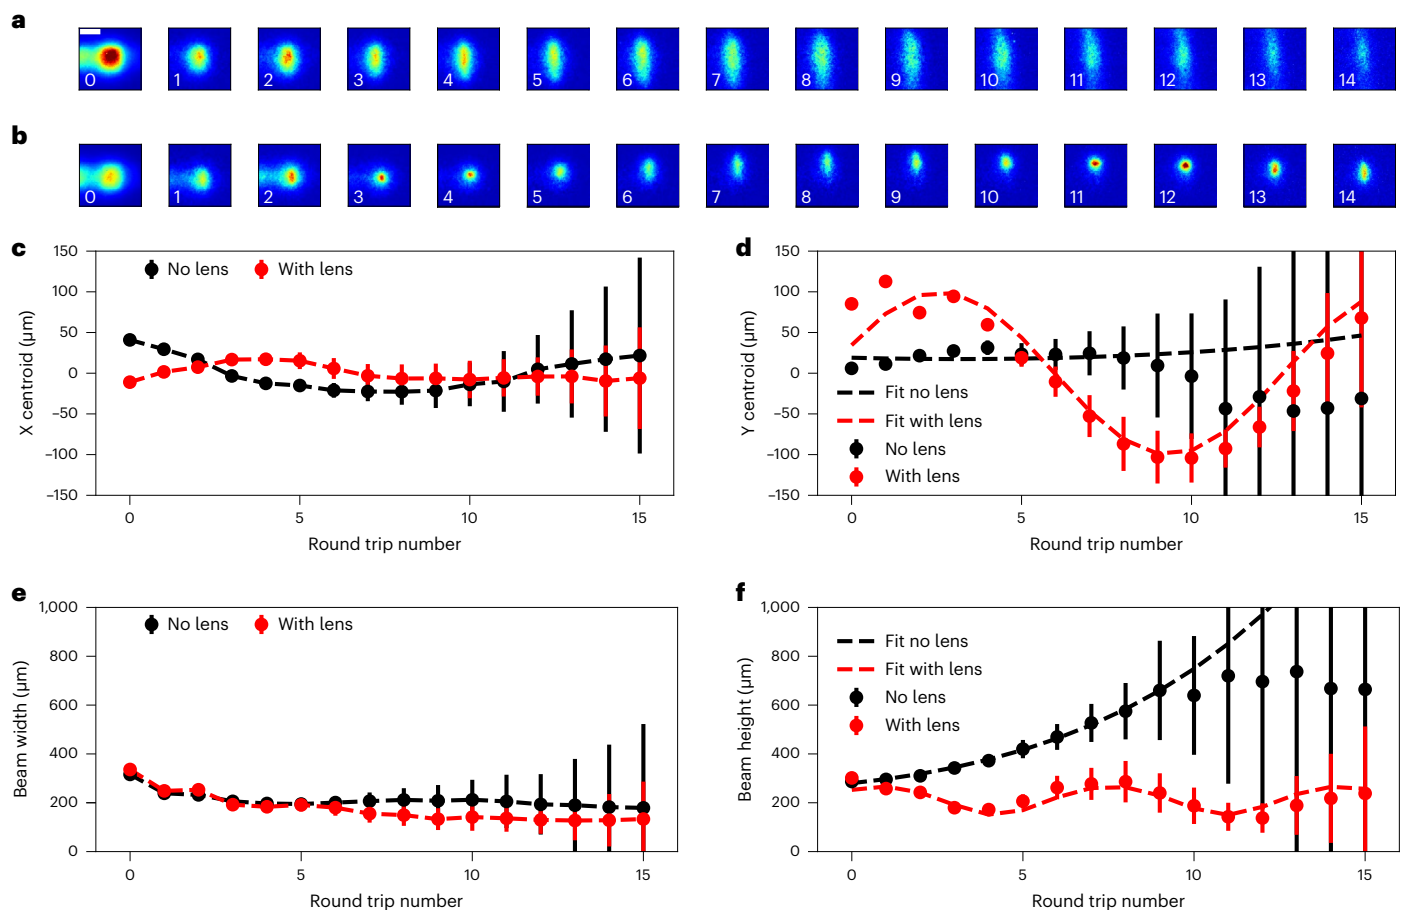 a
0 1 2 3 4 5 6 7 8 9 10 11 12 13 14
b
0 1 2 3 4 5 6 7 8 9 10 11 12 13 14
c
150
100
50
0
−50
−100
−150
X centroid (µm)
No lens With lens
0 5 10 15
Round trip number
d
150
100
50
0
−50
−100
−150
Y centroid (µm)
Fit no lens
Fit with lens
No lens
With lens
0 5 10 15
Round trip number
e
1,000
800
600
400
200
0
Beam width (µm)
No lens With lens
0 5 10 15
Round trip number
f
1,000
800
600
400
200
0
Beam height (µm)
Fit no lens
Fit with lens
No lens
With lens
0 5 10 15
Round trip number